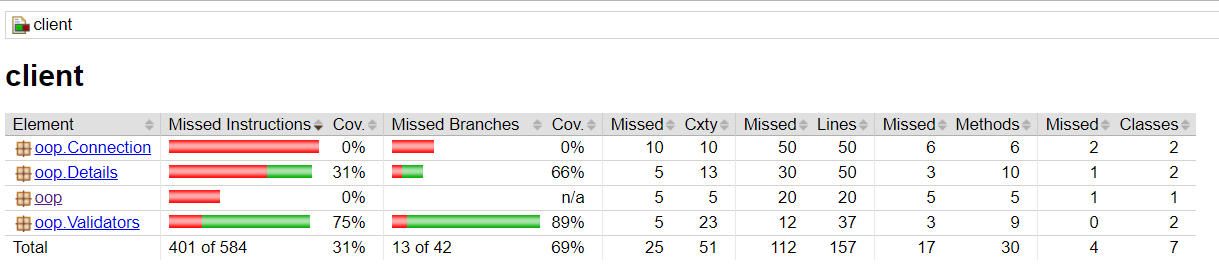 client
client
Element Missed Instructions Cov. Missed Branches Cov. Missed Cxty Missed Lines Missed Methods Missed Classes
oop.Connection 0% 0% 10 10 50 50 6 6 2 2
oop.Details 31% 66% 5 13 30 50 3 10 1 2
oop 0% n/a 5 5 20 20 5 5 1 1
oop.Validators 75% 89% 5 23 12 37 3 9 0 2
Total 401 of 584 31% 13 of 42 69% 25 51 112 157 17 30 4 7